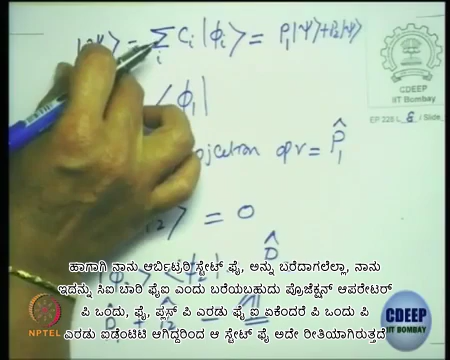 |ψ⟩ = Σ Ci |ϕi⟩ = P₁|ψ⟩+P₂|ψ⟩
i
⟨ϕ₁|
opr = P̂₁
= 0
CDEEP
IIT Bombay
EP 228 L 6 / Slide
ಹಾಗಾಗಿ ನಾನು ಆರ್ಬಿಟ್ರರಿ ಸ್ಟೇಟ್ ಫೈ, ಅನ್ನು ಬರೆದಾಗಲೆಲ್ಲಾ, ನಾನು
ಇದನ್ನು ಸಿಐ ಬಾರಿ ಫೈಐ ಎಂದು ಬರೆಯಬಹುದು ಪ್ರೊಜೆಕ್ಷನ್ ಆಪರೇಟರ್
ಪಿ ಒಂದು, ಫೈ, ಪ್ಲಸ್ ಪಿ ಎರಡು ಫೈ ಐ ಏಕೆಂದರೆ ಪಿ ಒಂದು ಪಿ
ಎರಡು ಐಡೆಂಟಿಟಿ ಆಗಿದ್ದರಿಂದ ಆ ಸ್ಟೇಟ್ ಫೈ ಅದೇ ರೀತಿಯಾಗಿರುತ್ತದೆ
NPTEL
CDEEP
IIT BOMBAY